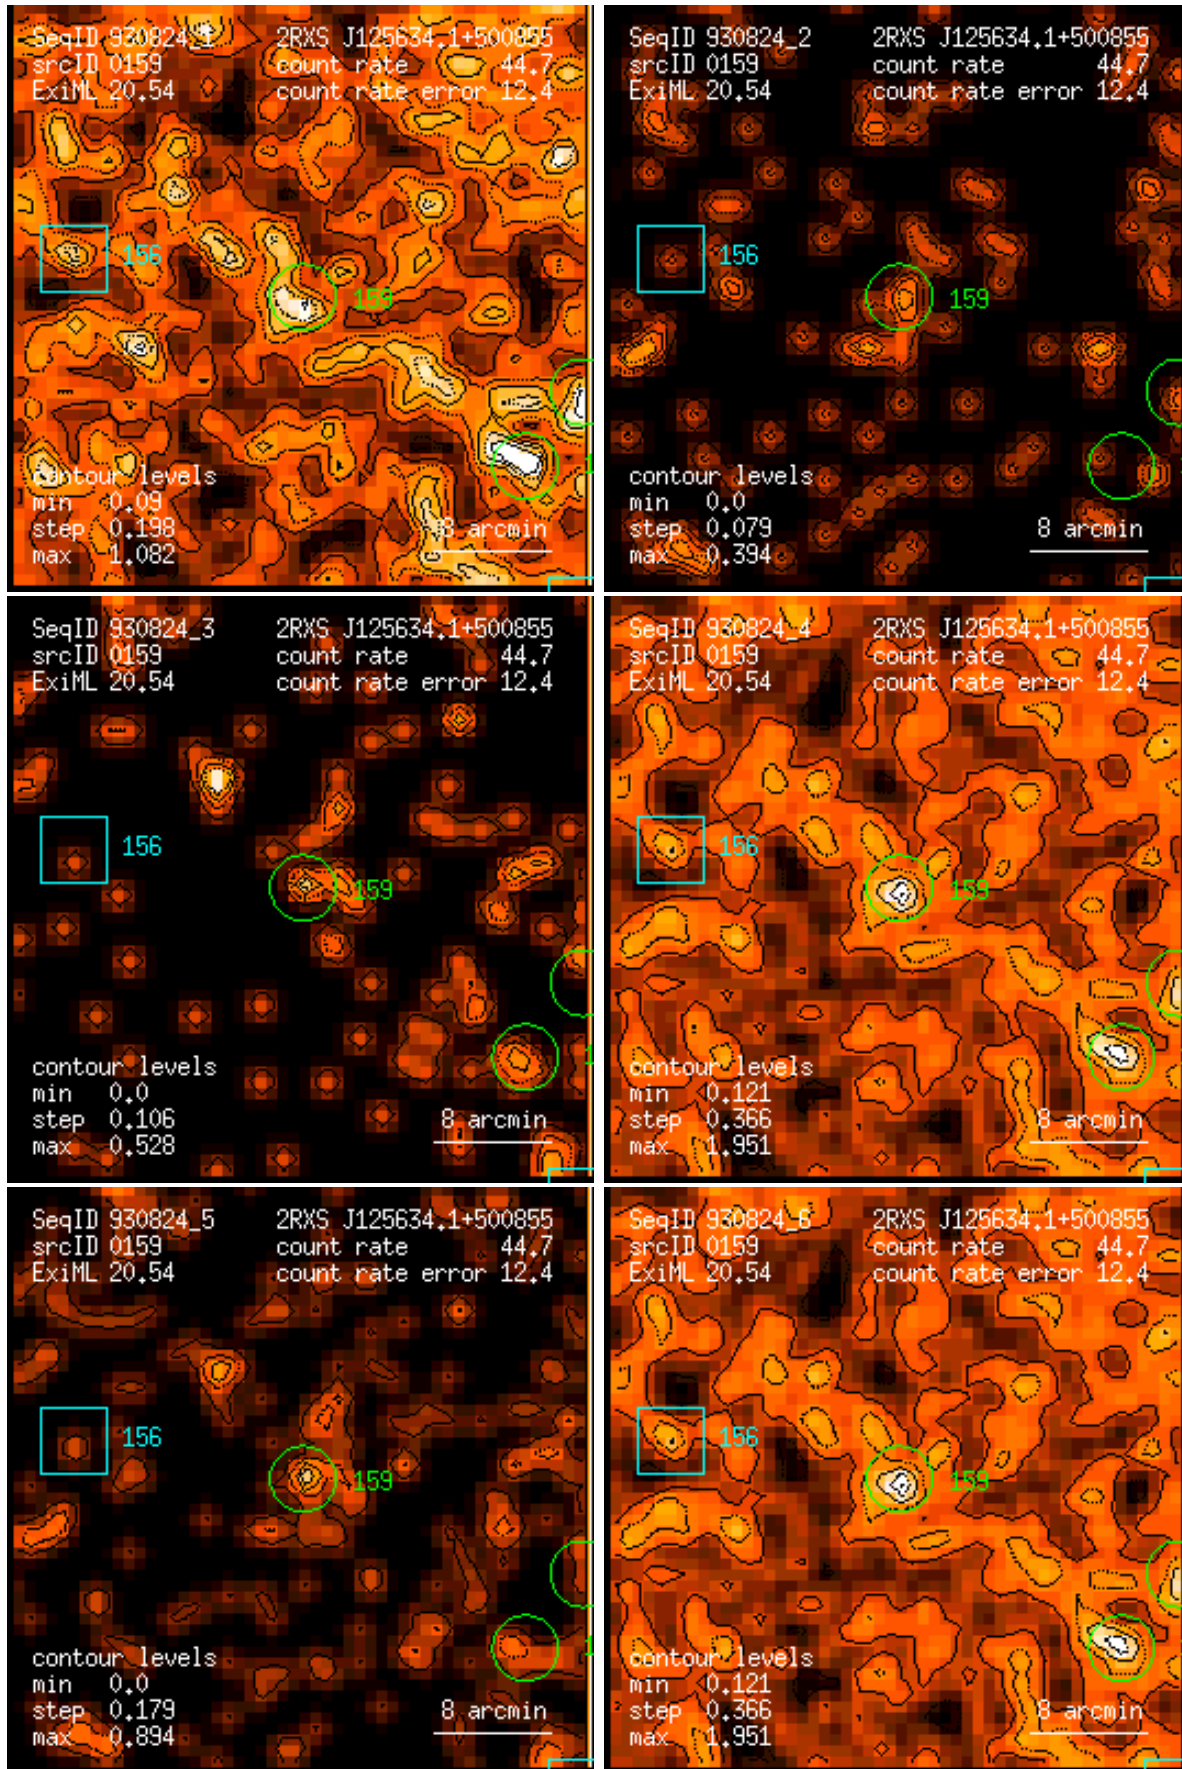 SeqID 930824_1 2RXS J125634.1+500855
srcID 0159 count rate 44.7
ExiML 20.54 count rate error 12.4
156
159
contour levels
min 0.09
step 0.198
max 1.082
8 arcmin
SeqID 930824_2 2RXS J125634.1+500855
srcID 0159 count rate 44.7
ExiML 20.54 count rate error 12.4
156
159
contour levels
min 0.0
step 0.079
max 0.394
8 arcmin
SeqID 930824_3 2RXS J125634.1+500855
srcID 0159 count rate 44.7
ExiML 20.54 count rate error 12.4
156
159
contour levels
min 0.0
step 0.106
max 0.528
8 arcmin
SeqID 930824_4 2RXS J125634.1+500855
srcID 0159 count rate 44.7
ExiML 20.54 count rate error 12.4
156
159
contour levels
min 0.121
step 0.366
max 1.951
8 arcmin
SeqID 930824_5 2RXS J125634.1+500855
srcID 0159 count rate 44.7
ExiML 20.54 count rate error 12.4
156
159
contour levels
min 0.0
step 0.179
max 0.894
8 arcmin
SeqID 930824_6 2RXS J125634.1+500855
srcID 0159 count rate 44.7
ExiML 20.54 count rate error 12.4
156
159
contour levels
min 0.121
step 0.366
max 1.951
8 arcmin